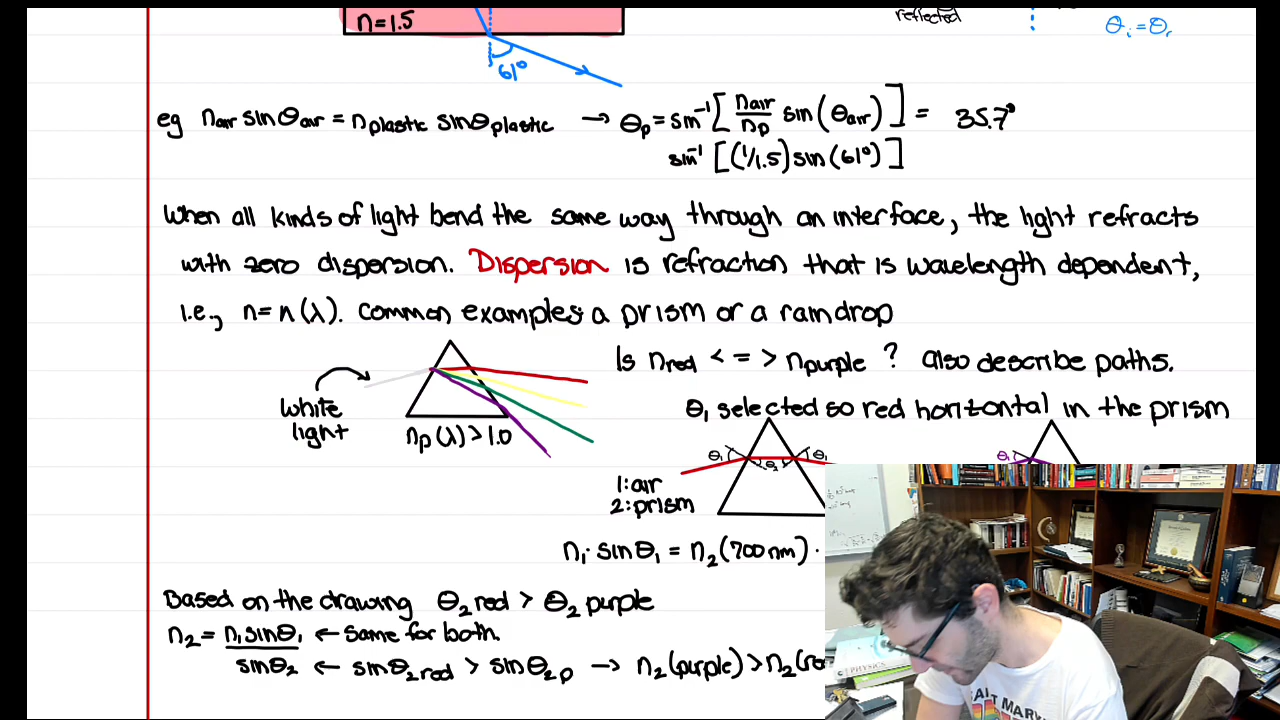 n=1.5
reflected
θi=θr
61°
eg nair sinθair = nplastic sinθplastic → θp = sin⁻¹[nair/np sin(θair)] = 35.7°
sin⁻¹[(1/1.5)sin(61°)]
When all kinds of light bend the same way through an interface, the light refracts
with zero dispersion. Dispersion is refraction that is wavelength dependent,
i.e., n=n(λ). Common examples: a prism or a raindrop
Is nred < = > npurple ? Also describe paths.
white
light
np(λ)>1.0
θ1 selected so red horizontal in the prism
θ1 θ2 θ1
θ1
1: air
2: prism
n1· sinθ1 = n2(700nm)·
Based on the drawing θ2 red > θ2 purple
n2 = n1sinθ1 ← same for both.
sinθ2 ← sinθ2red > sinθ2p → n2(purple) > n2(
PHYSICS